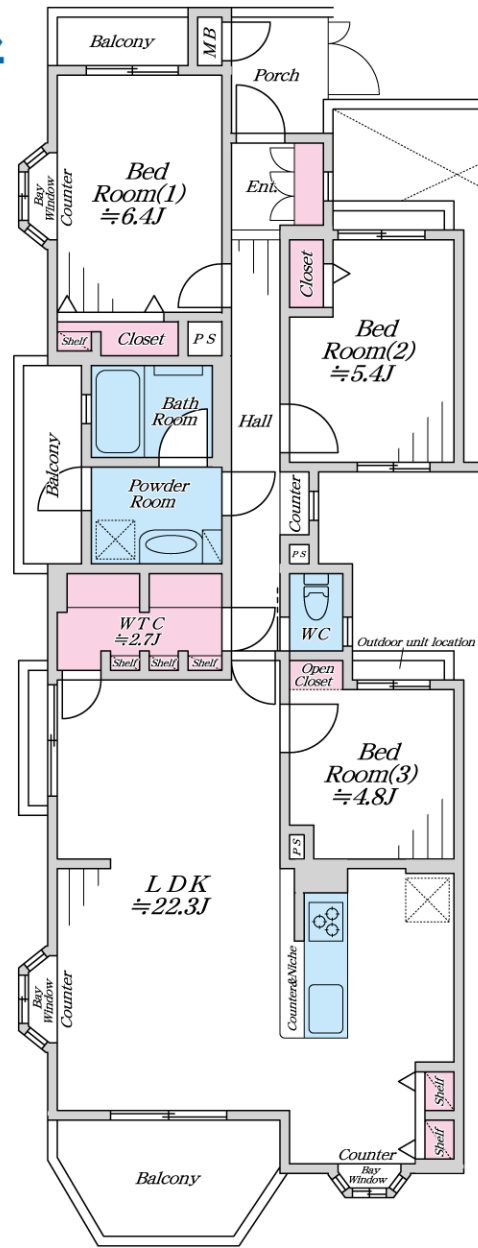 Balcony
MB
Porch
Bed
Room(1)
≒6.4J
Bay
Window
Counter
Ent.
Closet
Shelf
Closet
PS
Bed
Room(2)
≒5.4J
Bath
Room
Hall
Balcony
Powder
Room
Counter
PS
WTC
≒2.7J
Shelf
Shelf
Shelf
WC
Outdoor unit location
Open
Closet
Bed
Room(3)
≒4.8J
PS
LDK
≒22.3J
Bay
Window
Counter
Counter&Niche
Shelf
Shelf
Counter
Bay
Window
Balcony